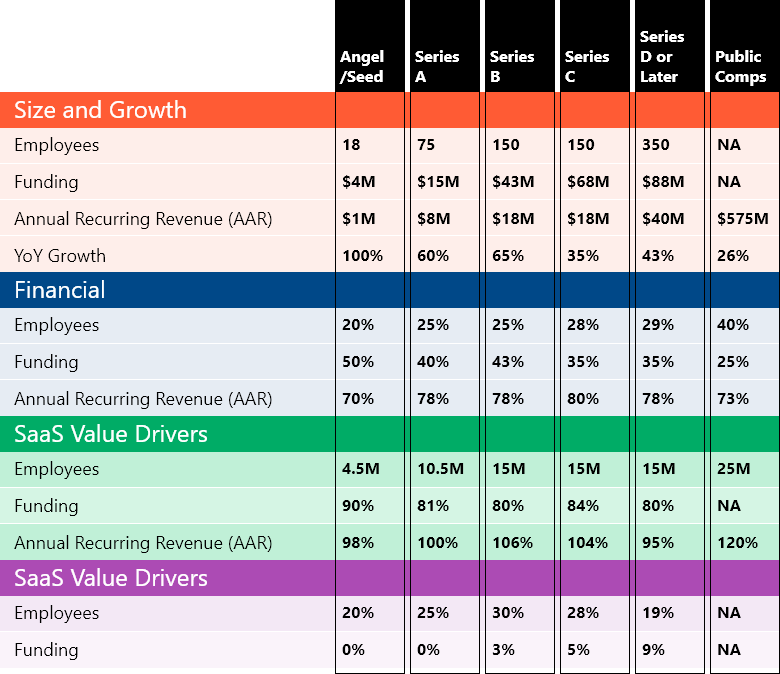 Angel /Seed Series A Series B Series C Series D or Later Public Comps
Size and Growth
Employees 18 75 150 150 350 NA
Funding $4M $15M $43M $68M $88M NA
Annual Recurring Revenue (AAR) $1M $8M $18M $18M $40M $575M
YoY Growth 100% 60% 65% 35% 43% 26%
Financial
Employees 20% 25% 25% 28% 29% 40%
Funding 50% 40% 43% 35% 35% 25%
Annual Recurring Revenue (AAR) 70% 78% 78% 80% 78% 73%
SaaS Value Drivers
Employees 4.5M 10.5M 15M 15M 15M 25M
Funding 90% 81% 80% 84% 80% NA
Annual Recurring Revenue (AAR) 98% 100% 106% 104% 95% 120%
SaaS Value Drivers
Employees 20% 25% 30% 28% 19% NA
Funding 0% 0% 3% 5% 9% NA